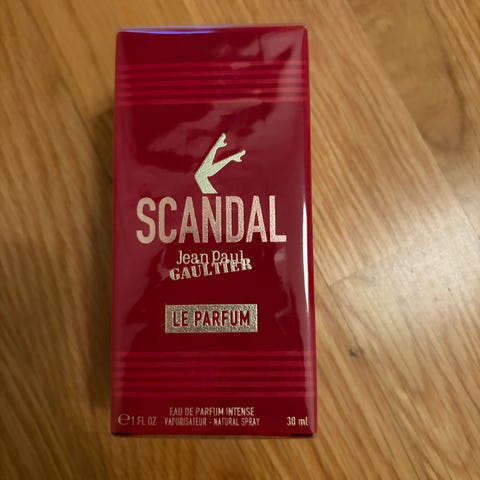 SCANDAL
Jean Paul
GAULTIER
LE PARFUM
EAU DE PARFUM INTENSE
℮1 FL OZ VAPORISATEUR - NATURAL SPRAY 30 ml